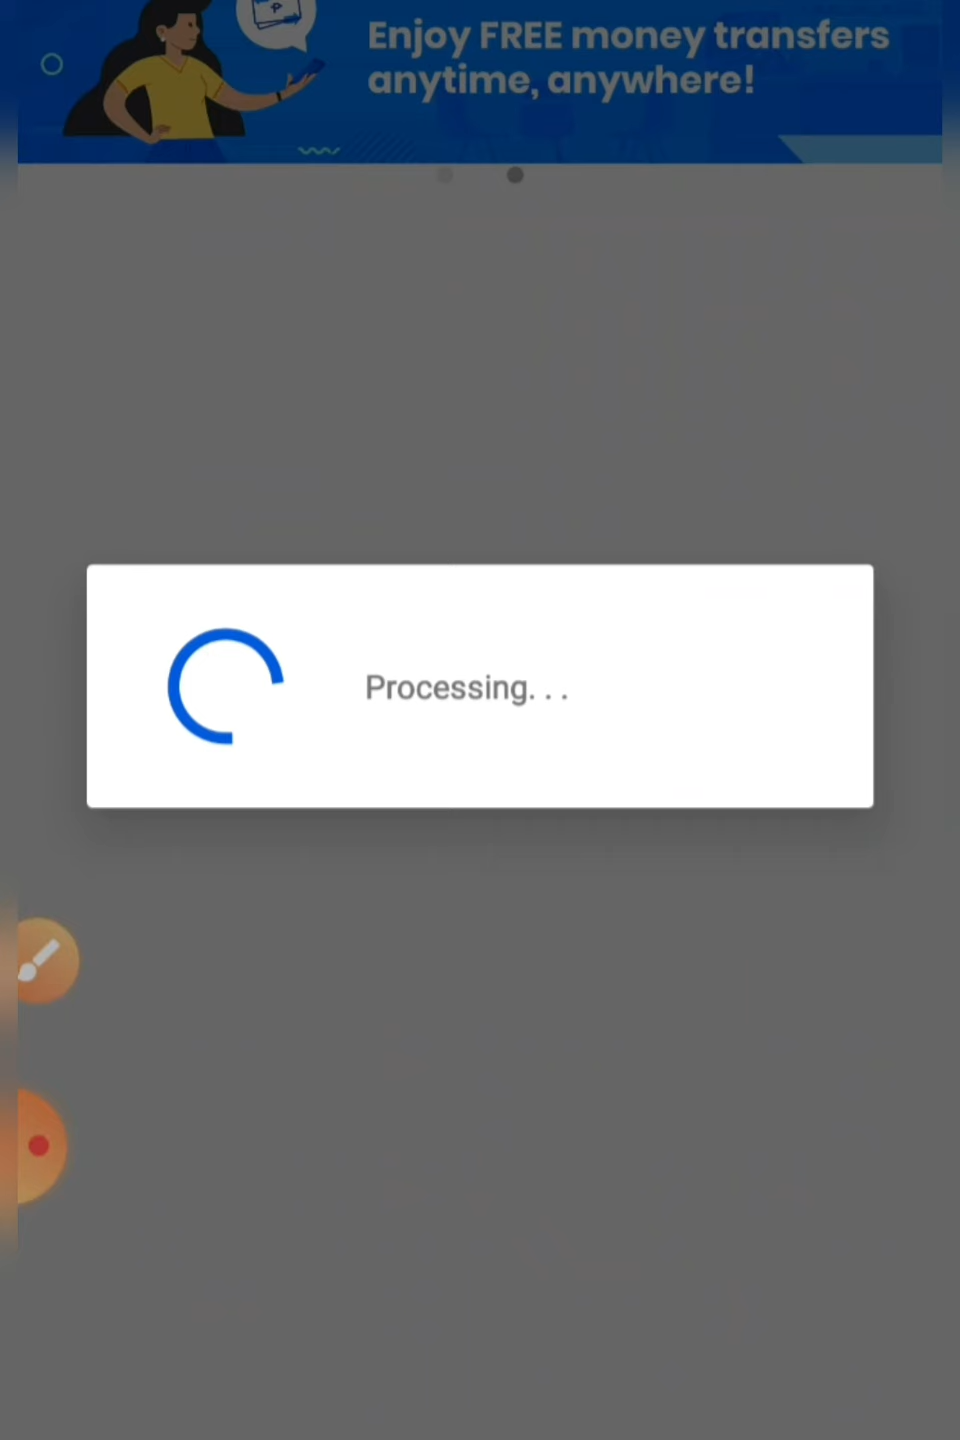 Enjoy FREE money transfers
anytime, anywhere!
Processing. . .